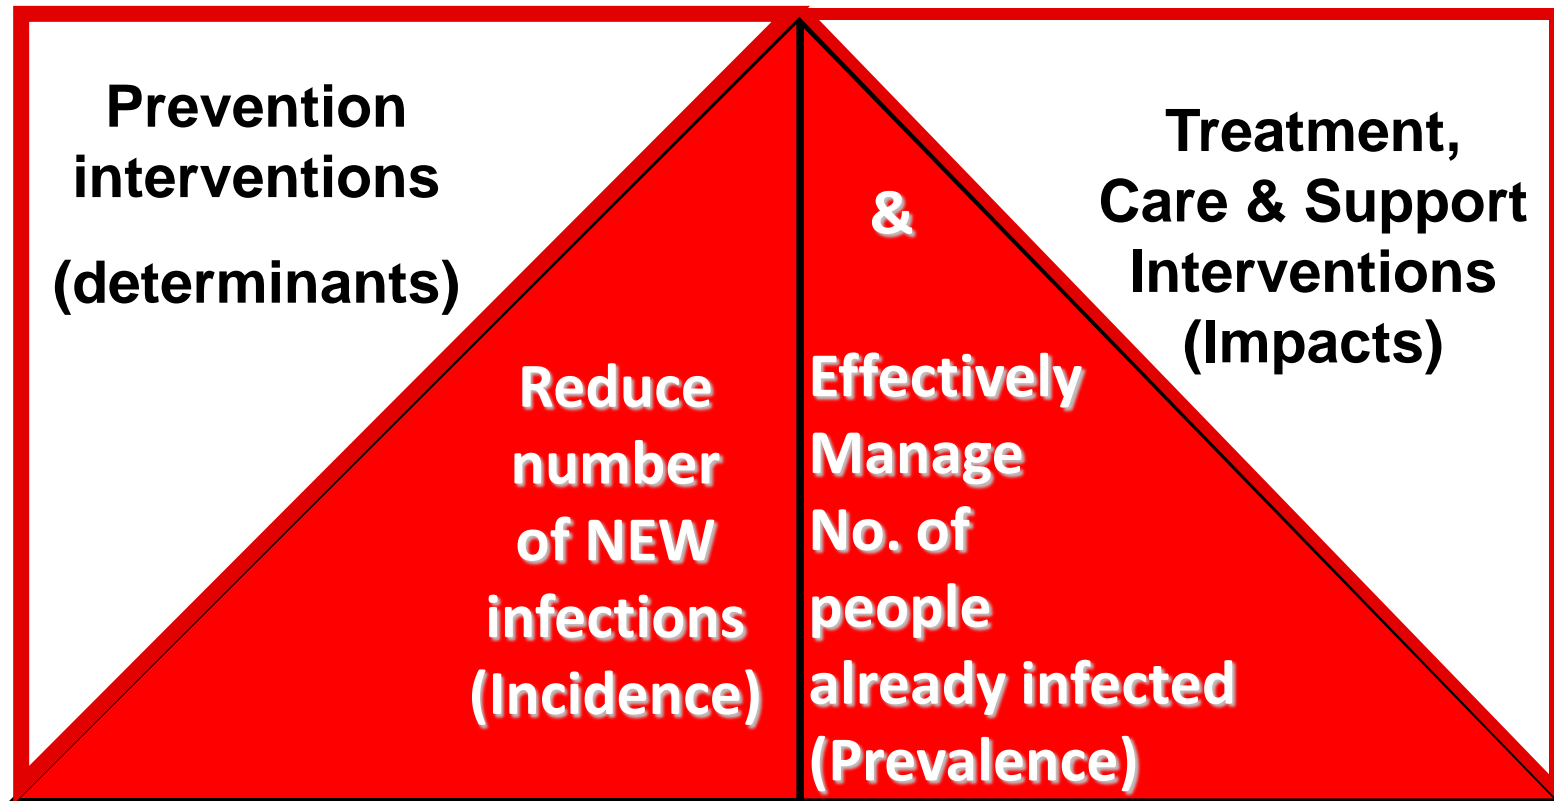 Prevention
interventions
(determinants)
Reduce
number
of NEW
infections
(Incidence)
&
Effectively
Manage
No. of
people
already infected
(Prevalence)
Treatment,
Care & Support
Interventions
(Impacts)